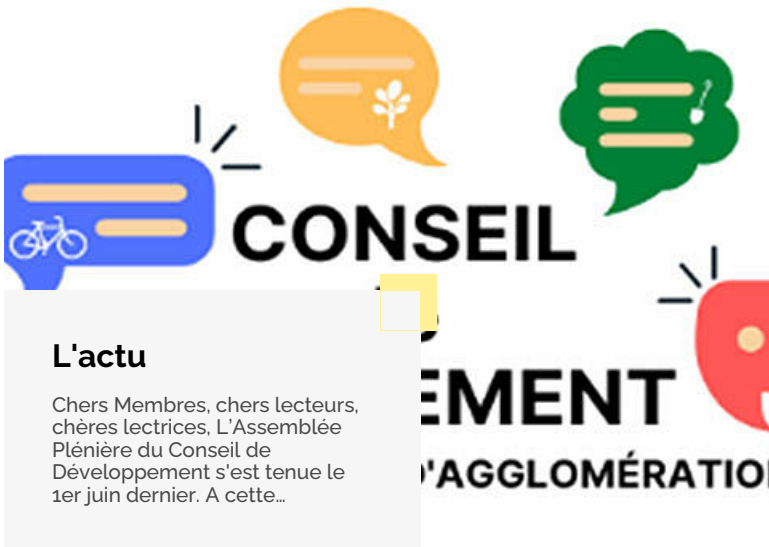 CONSEIL
EMENT
D'AGGLOMÉRATIO
L'actu
Chers Membres, chers lecteurs,
chères lectrices, L’Assemblée
Plénière du Conseil de
Développement s'est tenue le
1er juin dernier. A cette…